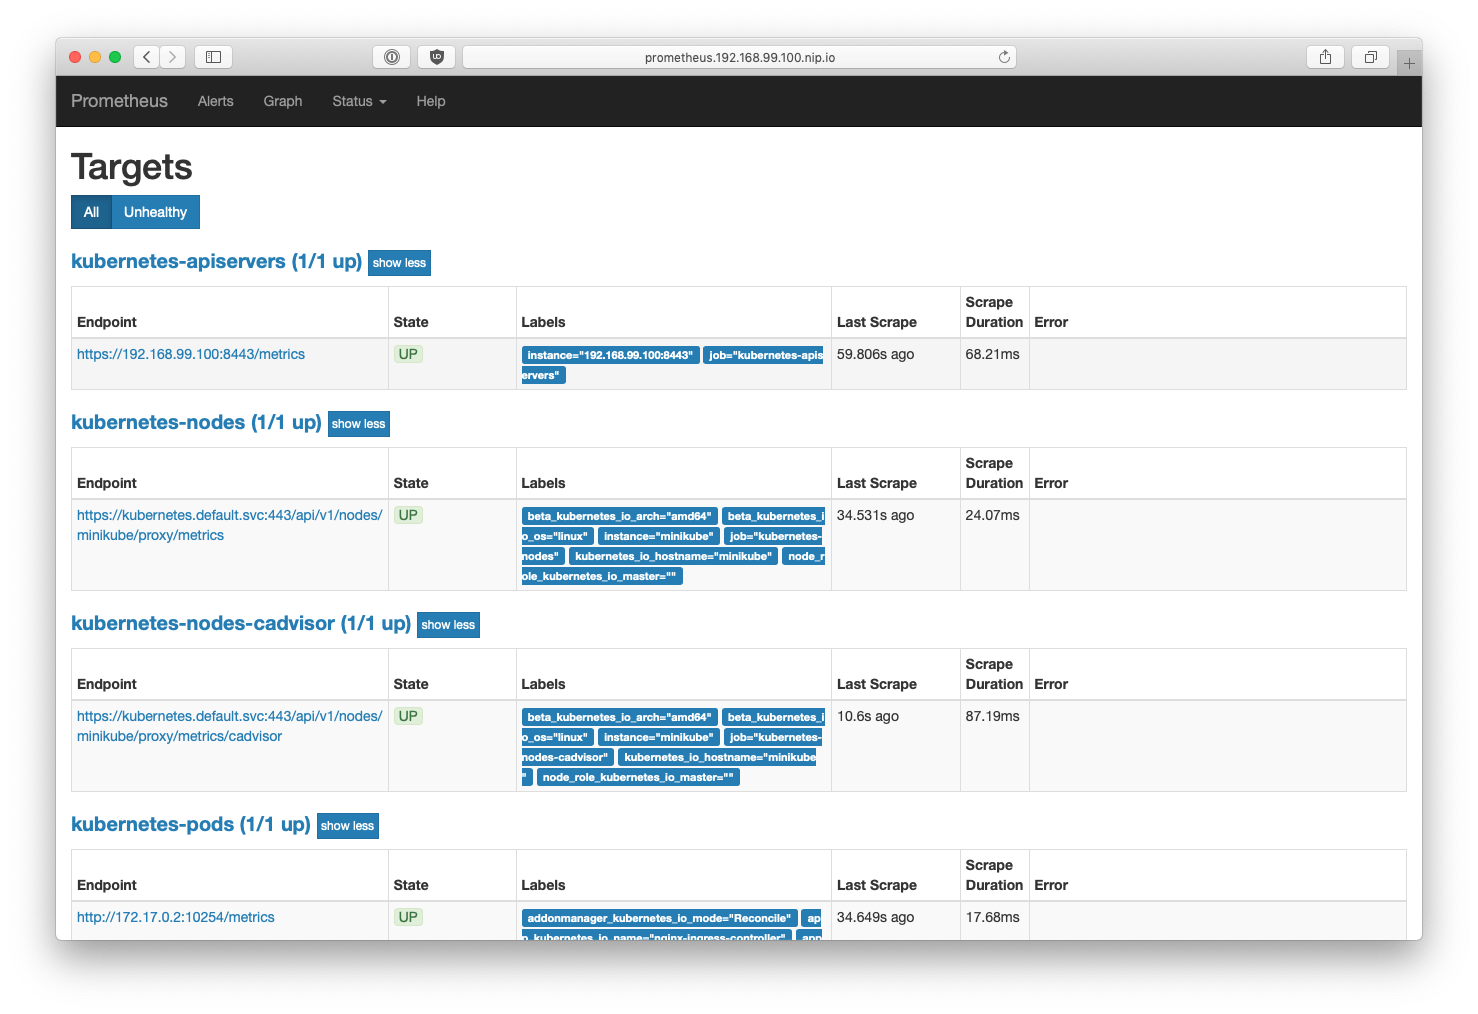 prometheus.192.168.99.100.nip.io
Prometheus Alerts Graph Status Help
Targets
All Unhealthy
kubernetes-apiservers (1/1 up) show less
Endpoint State Labels Last Scrape Scrape Duration Error
https://192.168.99.100:8443/metrics UP instance="192.168.99.100:8443" job="kubernetes-apis 59.806s ago 68.21ms
ervers"
kubernetes-nodes (1/1 up) show less
Endpoint State Labels Last Scrape Scrape Duration Error
https://kubernetes.default.svc:443/api/v1/nodes/ UP beta_kubernetes_io_arch="amd64" beta_kubernetes_i 34.531s ago 24.07ms
minikube/proxy/metrics o_os="linux" instance="minikube" job="kubernetes-
nodes" kubernetes_io_hostname="minikube" node_r
ole_kubernetes_io_master=""
kubernetes-nodes-cadvisor (1/1 up) show less
Endpoint State Labels Last Scrape Scrape Duration Error
https://kubernetes.default.svc:443/api/v1/nodes/ UP beta_kubernetes_io_arch="amd64" beta_kubernetes_i 10.6s ago 87.19ms
minikube/proxy/metrics/cadvisor o_os="linux" instance="minikube" job="kubernetes-
nodes-cadvisor" kubernetes_io_hostname="minikube
" node_role_kubernetes_io_master=""
kubernetes-pods (1/1 up) show less
Endpoint State Labels Last Scrape Scrape Duration Error
http://172.17.0.2:10254/metrics UP addonmanager_kubernetes_io_mode="Reconcile" ap 34.649s ago 17.68ms
p_kubernetes_io_name="nginx-ingress-controller" app